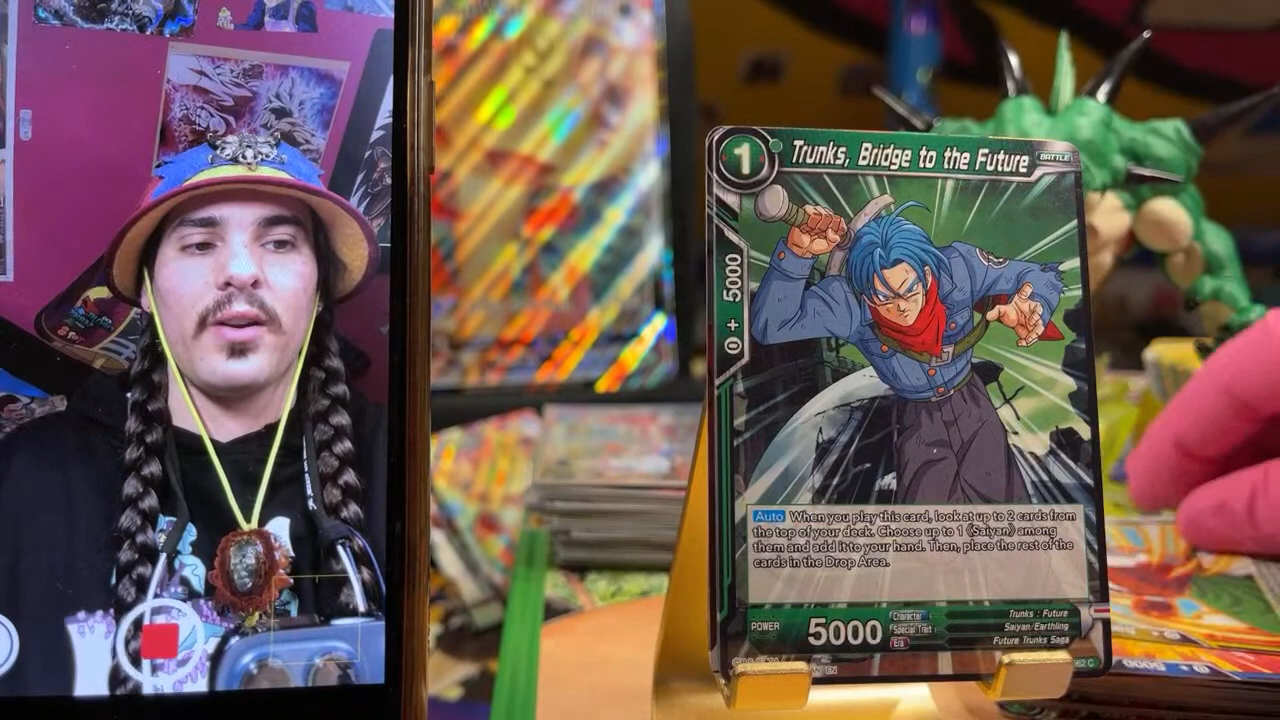 1
Trunks, Bridge to the Future
BATTLE
0 + 5000
Auto When you play this card, look at up to 2 cards from
the top of your deck. Choose up to 1 《Saiyan》 among
them and add it to your hand. Then, place the rest of the
cards in the Drop Area.
POWER
5000
Character
Trunks : Future
Special Trait
Saiyan/Earthling
Era
Future Trunks Saga
0 + 5000